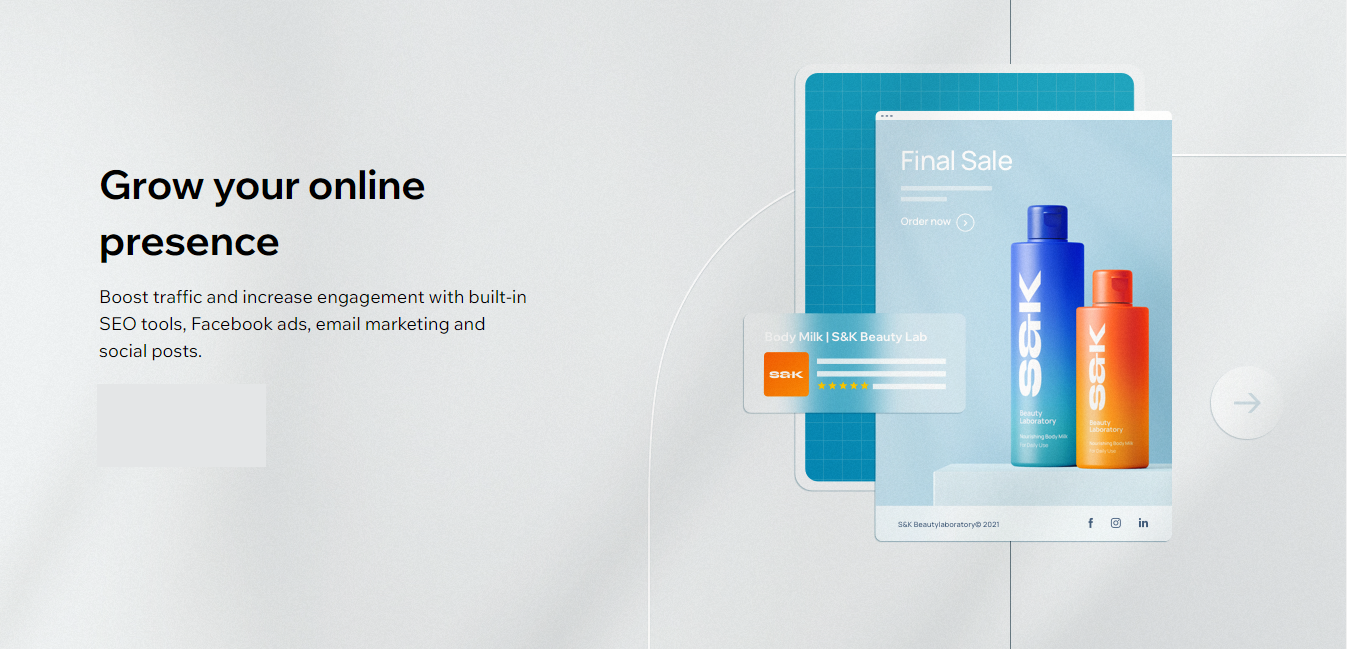 Grow your online
presence
Boost traffic and increase engagement with built-in
SEO tools, Facebook ads, email marketing and
social posts.
Final Sale
Order now
Body Milk | S&K Beauty Lab
S&K
S&K
Beauty
Laboratory
Nourishing Body Milk
For Daily Use
S&K
Beauty
Laboratory
Nourishing Body Milk
For Daily Use
S&K Beautylaboratory© 2021